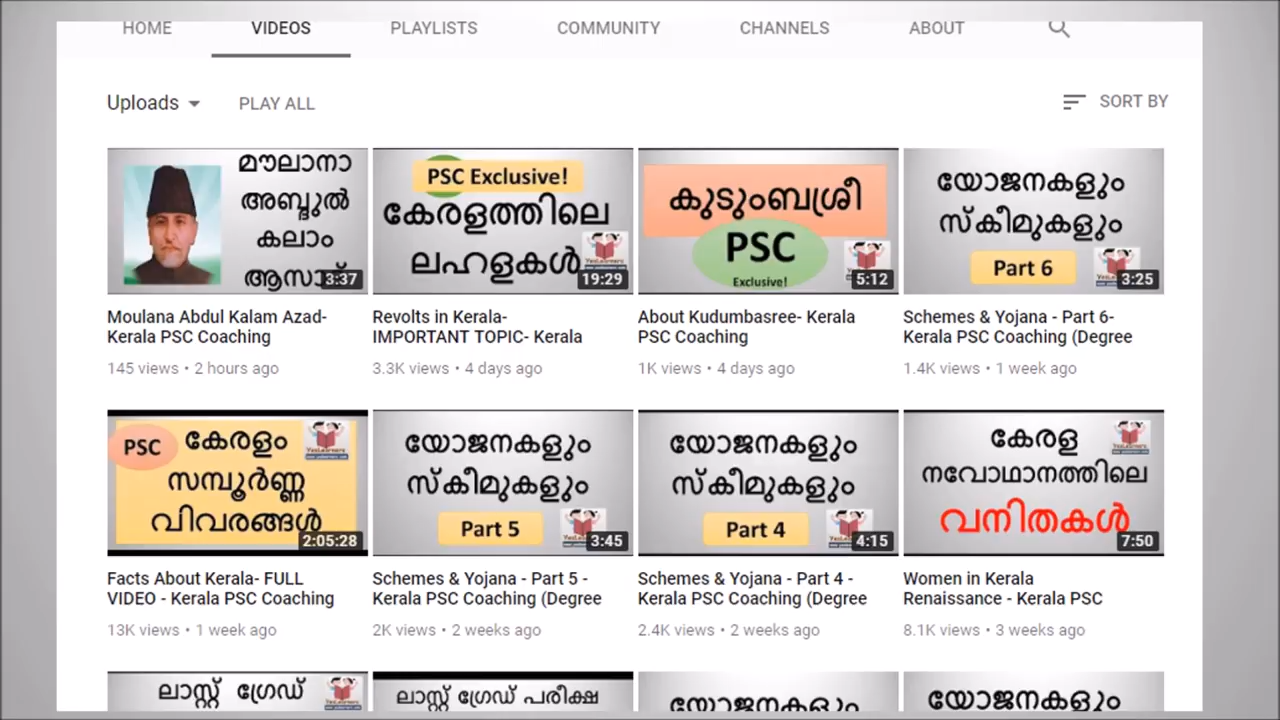 HOME VIDEOS PLAYLISTS COMMUNITY CHANNELS ABOUT
Uploads PLAY ALL SORT BY
മൗലാനാ
അബ്ദുൽ
കലാം
3:37
PSC Exclusive!
കേരളത്തിലെ
ലഹളകൾ
19:29
കുടുംബശ്രീ
PSC
Exclusive!
5:12
യോജനകളും
സ്കീമുകളും
Part 6
3:25
Moulana Abdul Kalam Azad-
Kerala PSC Coaching
145 views • 2 hours ago
Revolts in Kerala-
IMPORTANT TOPIC- Kerala
3.3K views • 4 days ago
About Kudumbasree- Kerala
PSC Coaching
1K views • 4 days ago
Schemes & Yojana - Part 6-
Kerala PSC Coaching (Degree
1.4K views • 1 week ago
PSC കേരളം
സമ്പൂർണ്ണ
വിവരങ്ങൾ
2:05:28
യോജനകളും
സ്കീമുകളും
Part 5
3:45
യോജനകളും
സ്കീമുകളും
Part 4
4:15
കേരള
നവോഥാനത്തിലെ
വനിതകൾ
7:50
Facts About Kerala- FULL
VIDEO - Kerala PSC Coaching
13K views • 1 week ago
Schemes & Yojana - Part 5 -
Kerala PSC Coaching (Degree
2K views • 2 weeks ago
Schemes & Yojana - Part 4 -
Kerala PSC Coaching (Degree
2.4K views • 2 weeks ago
Women in Kerala
Renaissance - Kerala PSC
8.1K views • 3 weeks ago
ലാസ്റ്റ് ഗ്രേഡ്
ലാസ്റ്റ് ഗ്രേഡ് പരീക്ഷ
യോജനകളും
യോജനകളും